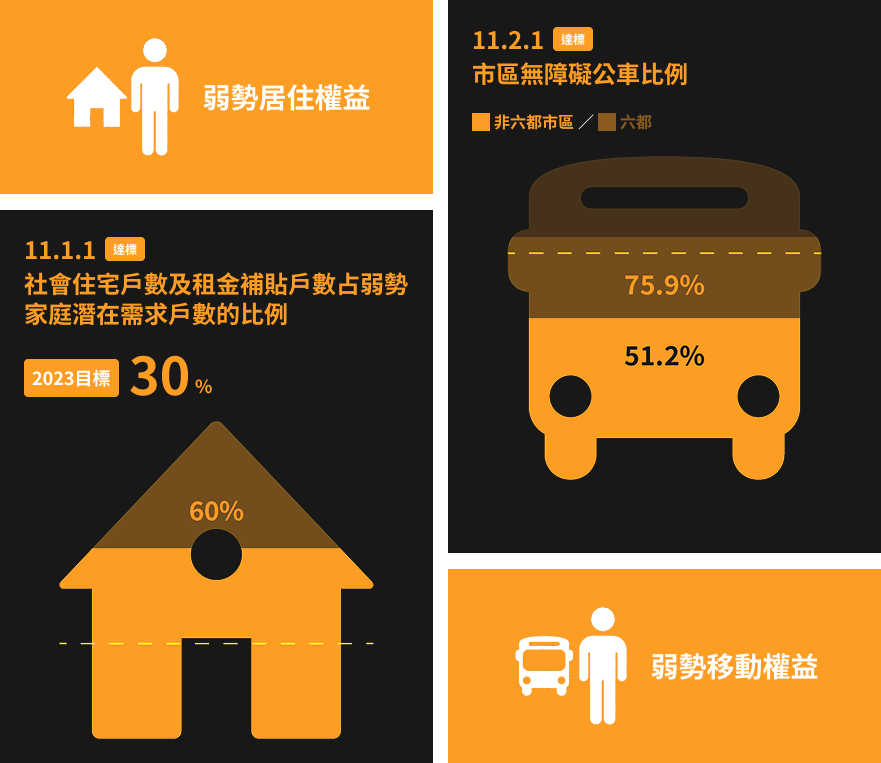 弱勢居住權益
11.1.1 達標
社會住宅戶數及租金補貼戶數占弱勢
家庭潛在需求戶數的比例
2023目標 30 %
60%
11.2.1 達標
市區無障礙公車比例
非六都市區 ／ 六都
75.9%
51.2%
弱勢移動權益